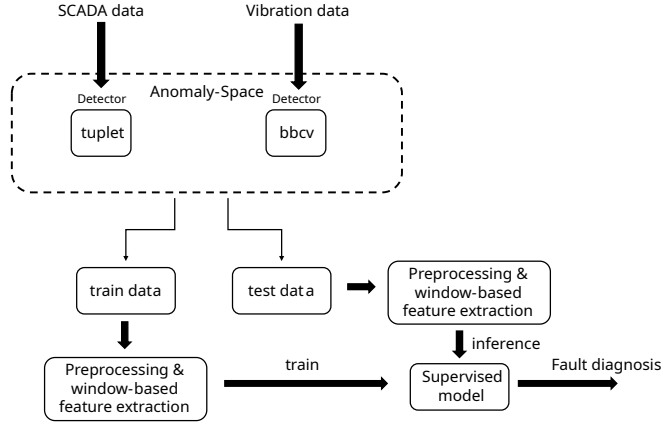 SCADA data
Vibration data
Anomaly-Space
Detector
Detector
tuplet
bbcv
train data
test data
Preprocessing &
window-based
feature extraction
inference
Preprocessing &
window-based
feature extraction
train
Supervised
model
Fault diagnosis